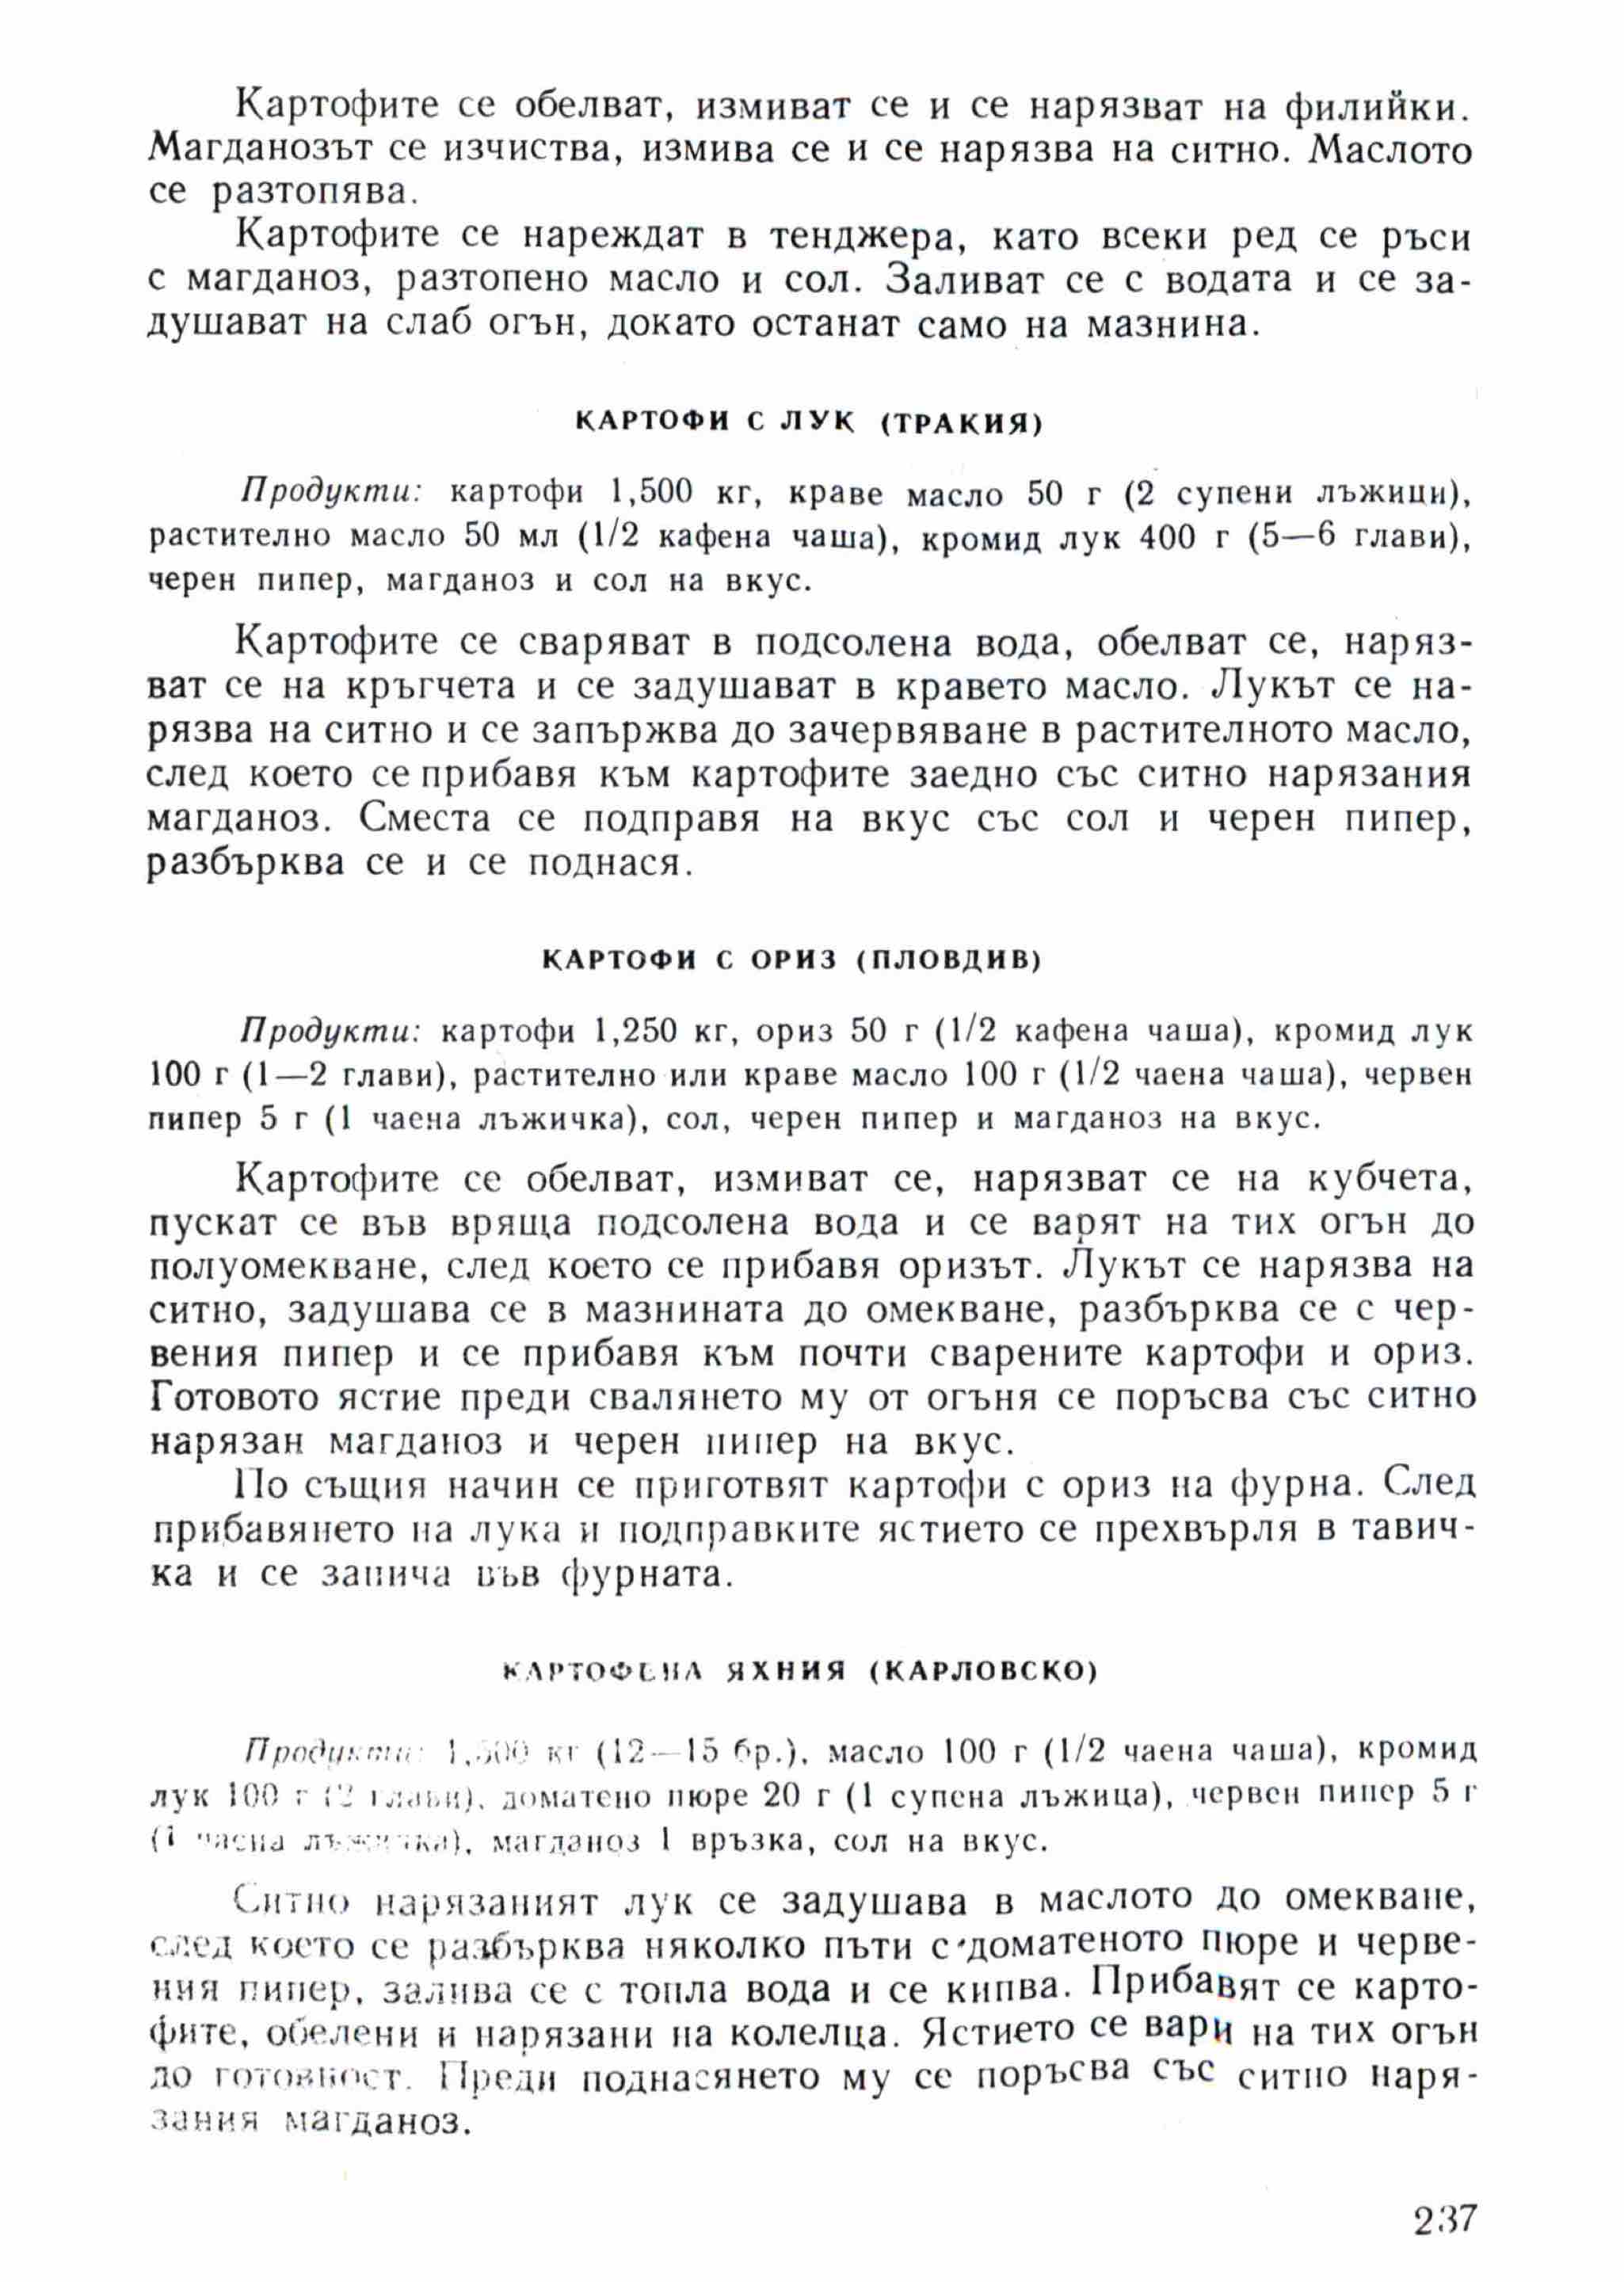 Картофите се обелват, измиват се и се нарязват на филийки.
Магданозът се изчиства, измива се и се нарязва на ситно. Маслото
се разтопява.
Картофите се нареждат в тенджера, като всеки ред се ръси
с магданоз, разтопено масло и сол. Заливат се с водата и се за-
душават на слаб огън, докато останат само на мазнина.
КАРТОФИ С ЛУК (ТРАКИЯ)
Продукти: картофи 1,500 кг, краве масло 50 г (2 супени лъжици),
растително масло 50 мл (1/2 кафена чаша), кромид лук 400 г (5—6 глави),
черен пипер, магданоз и сол на вкус.
Картофите се сваряват в подсолена вода, обелват се, наряз-
ват се на кръгчета и се задушават в кравето масло. Лукът се на-
рязва на ситно и се запържва до зачервяване в растителното масло,
след което се прибавя към картофите заедно със ситно нарязания
магданоз. Сместа се подправя на вкус със сол и черен пипер,
разбърква се и се поднася.
КАРТОФИ С ОРИЗ (ПЛОВДИВ)
Продукти: картофи 1,250 кг, ориз 50 г (1/2 кафена чаша), кромид лук
100 г (1—2 глави), растително или краве масло 100 г (1/2 чаена чаша), червен
пипер 5 г (1 чаена лъжичка), сол, черен пипер и магданоз на вкус.
Картофите се обелват, измиват се, нарязват се на кубчета,
пускат се във вряща подсолена вода и се варят на тих огън до
полуомекване, след което се прибавя оризът. Лукът се нарязва на
ситно, задушава се в мазнината до омекване, разбърква се с чер-
вения пипер и се прибавя към почти сварените картофи и ориз.
Готовото ястие преди свалянето му от огъня се поръсва със ситно
нарязан магданоз и черен пипер на вкус.
По същия начин се приготвят картофи с ориз на фурна. След
прибавянето на лука и подправките ястието се прехвърля в тавич-
ка и се запича във фурната.
КАРТОФЕНА ЯХНИЯ (КАРЛОВСКО)
Продукти: 1,500 кг (12—15 бр.), масло 100 г (1/2 чаена чаша), кромид
лук 100 г (2 глави), доматено пюре 20 г (1 супена лъжица), червен пипер 5 г
(1 чаена лъжичка), магданоз 1 връзка, сол на вкус.
Ситно нарязаният лук се задушава в маслото до омекване,
след което се разбърква няколко пъти с доматеното пюре и черве-
ния пипер, залива се с топла вода и се кипва. Прибавят се карто-
фите, обелени и нарязани на колелца. Ястието се вари на тих огън
до готовност. Преди поднасянето му се поръсва със ситно наря-
зания магданоз.
237